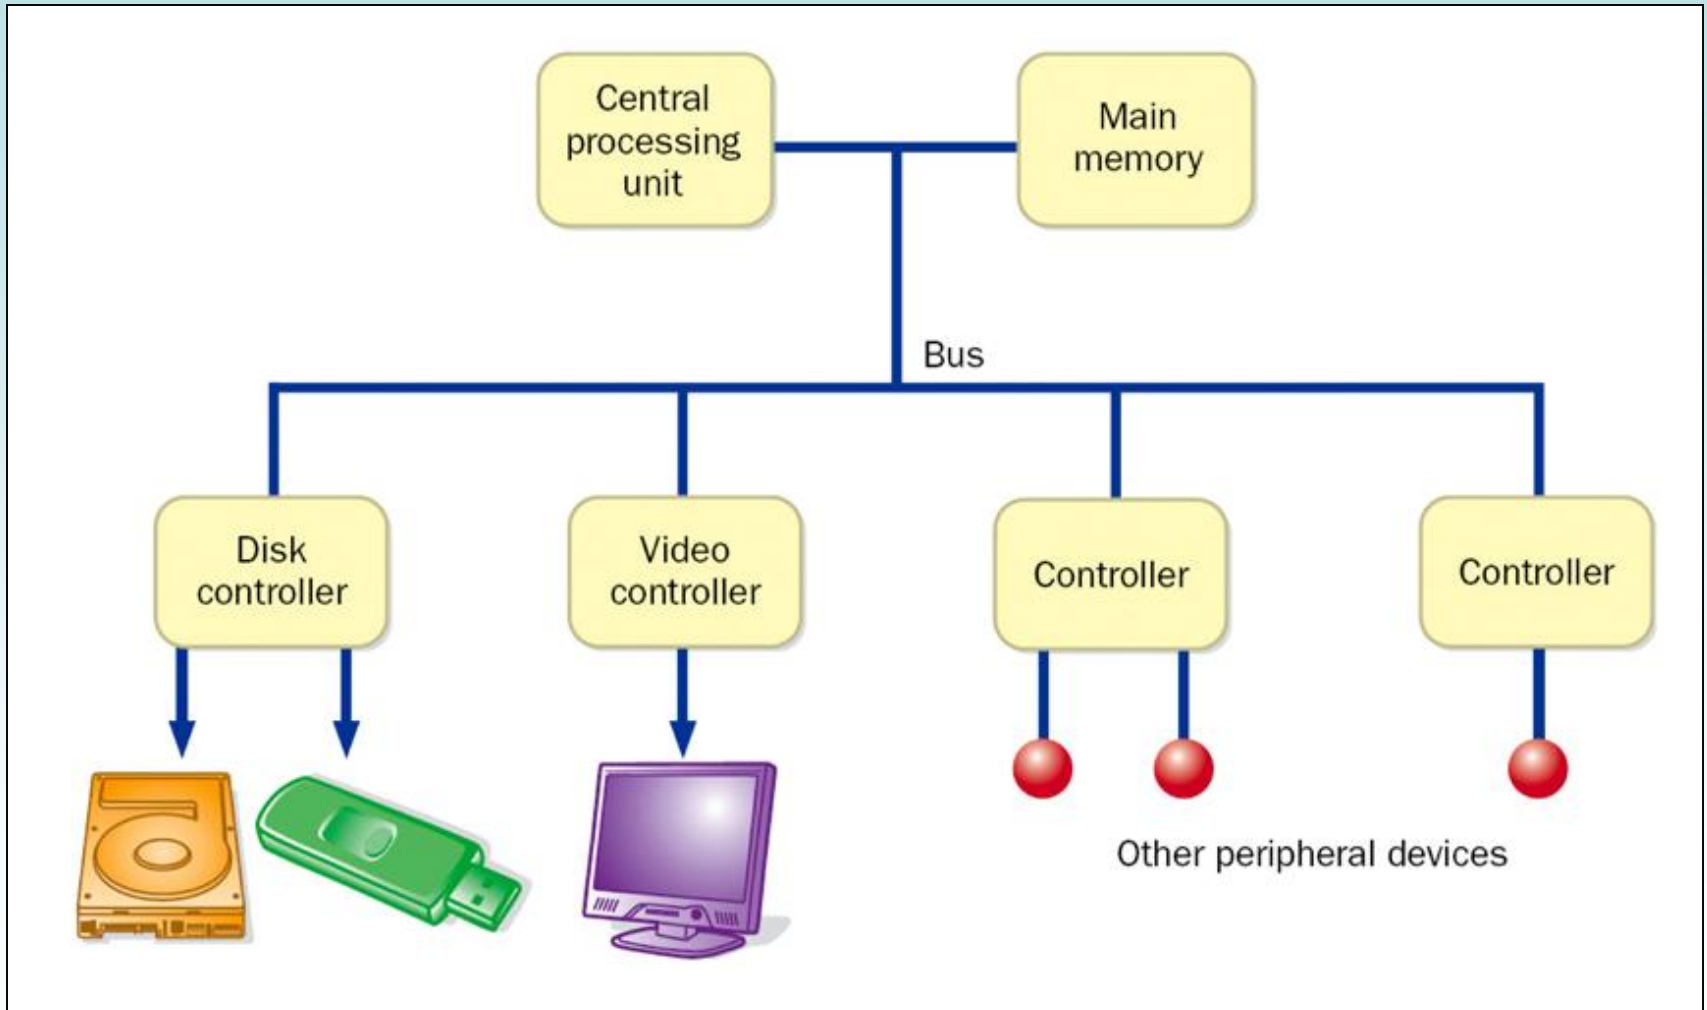 Central
processing
unit
Main
memory
Bus
Disk
controller
Video
controller
Controller
Controller
Other peripheral devices